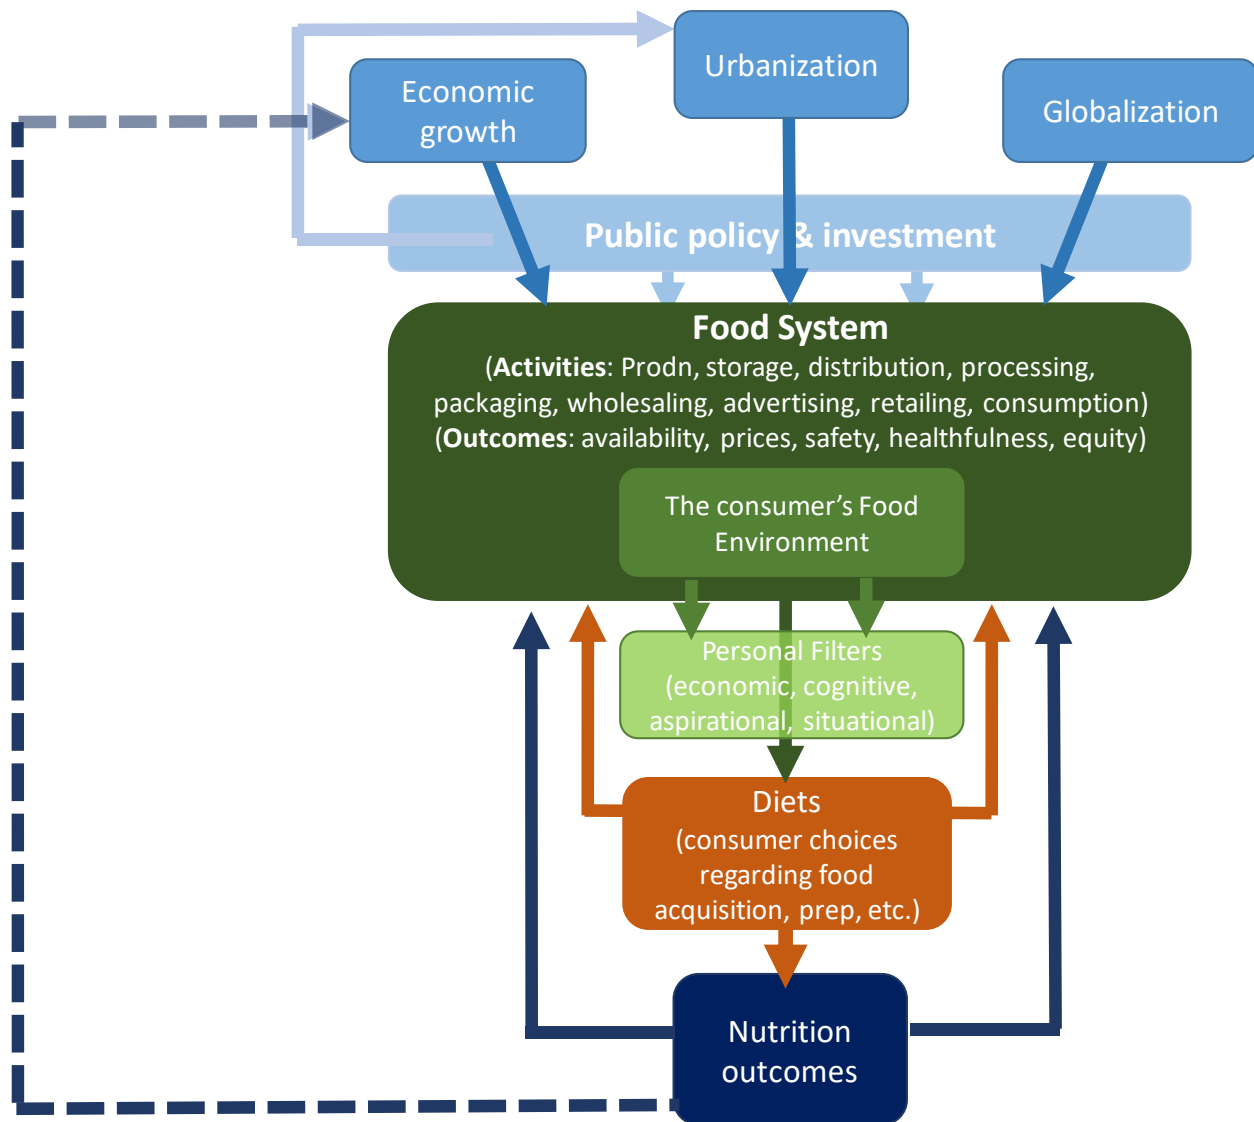 Urbanization
Economic
growth
Globalization
Public policy & investment
Food System
(Activities: Prodn, storage, distribution, processing,
packaging, wholesaling, advertising, retailing, consumption)
(Outcomes: availability, prices, safety, healthfulness, equity)
The consumer’s Food
Environment
Personal Filters
(economic, cognitive,
aspirational, situational)
Diets
(consumer choices
regarding food
acquisition, prep, etc.)
Nutrition
outcomes